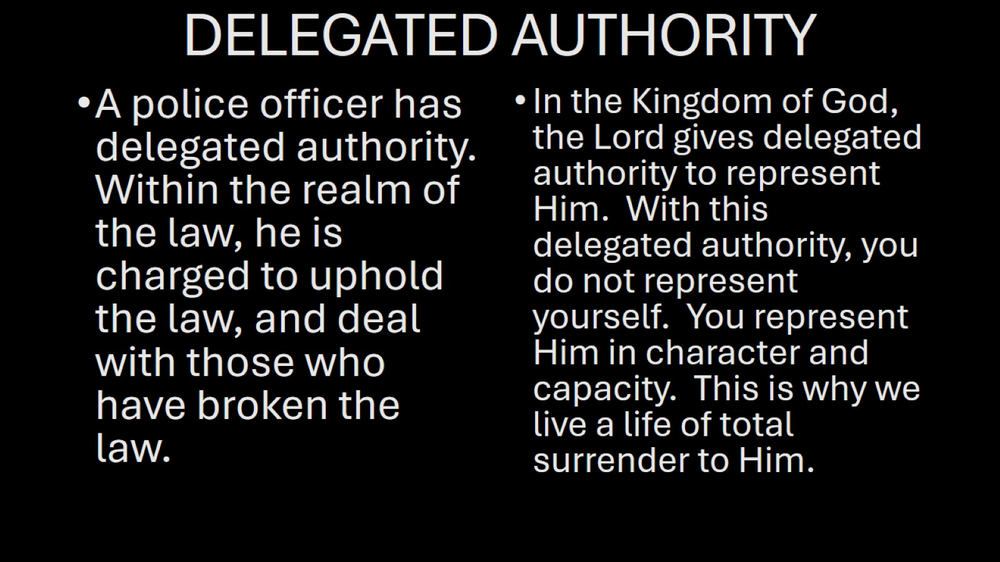 DELEGATED AUTHORITY
•A police officer has
delegated authority.
Within the realm of
the law, he is
charged to uphold
the law, and deal
with those who
have broken the
law.
•In the Kingdom of God,
the Lord gives delegated
authority to represent
Him.  With this
delegated authority, you
do not represent
yourself.  You represent
Him in character and
capacity.  This is why we
live a life of total
surrender to Him.